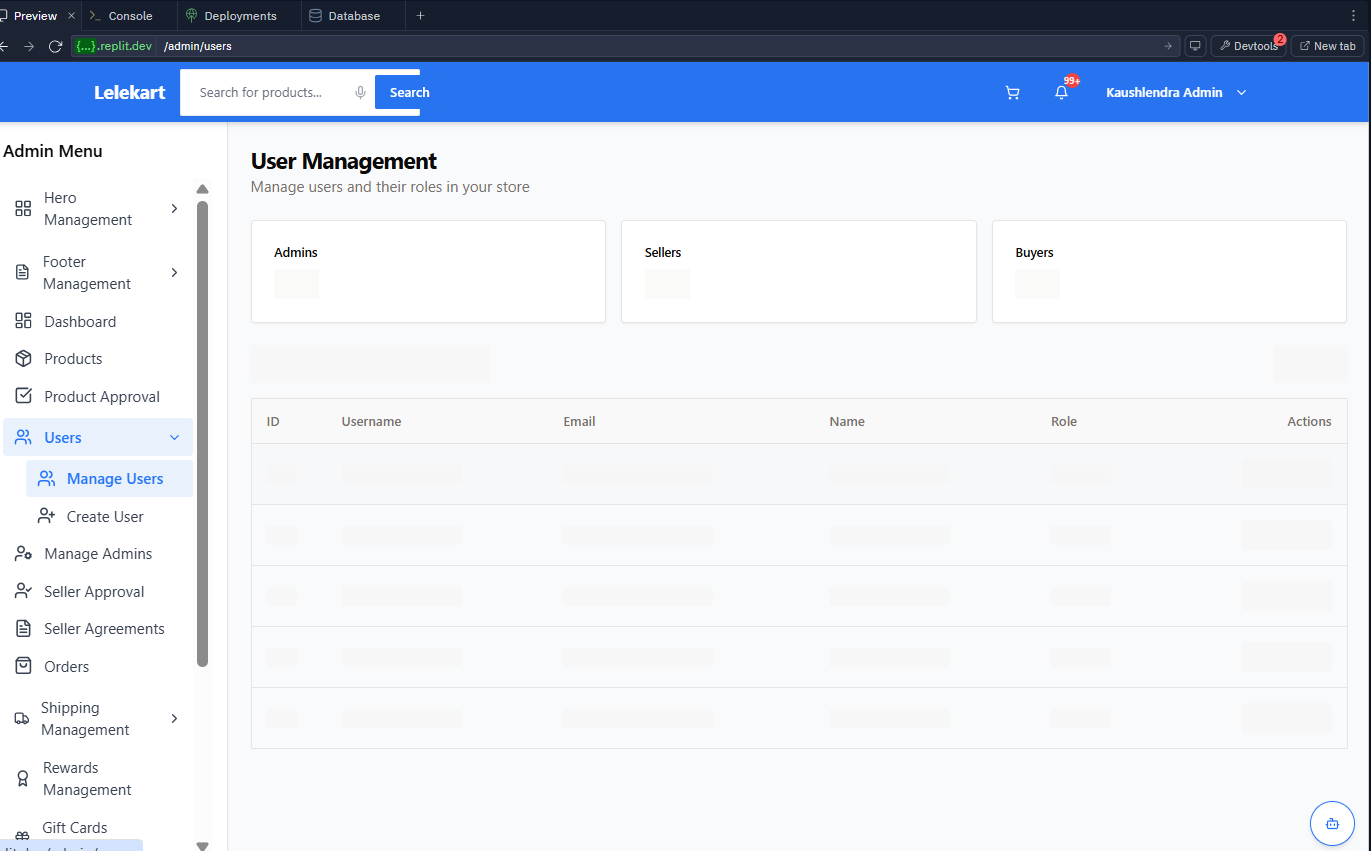 Preview
Console
Deployments
Database
{...}.replit.dev /admin/users
Devtools 2
New tab
Lelekart
Search for products...
Search
99+
Kaushlendra Admin
Admin Menu
Hero
Management
Footer
Management
Dashboard
Products
Product Approval
Users
Manage Users
Create User
Manage Admins
Seller Approval
Seller Agreements
Orders
Shipping
Management
Rewards
Management
Gift Cards
User Management
Manage users and their roles in your store
Admins
Sellers
Buyers
ID Username Email Name Role Actions